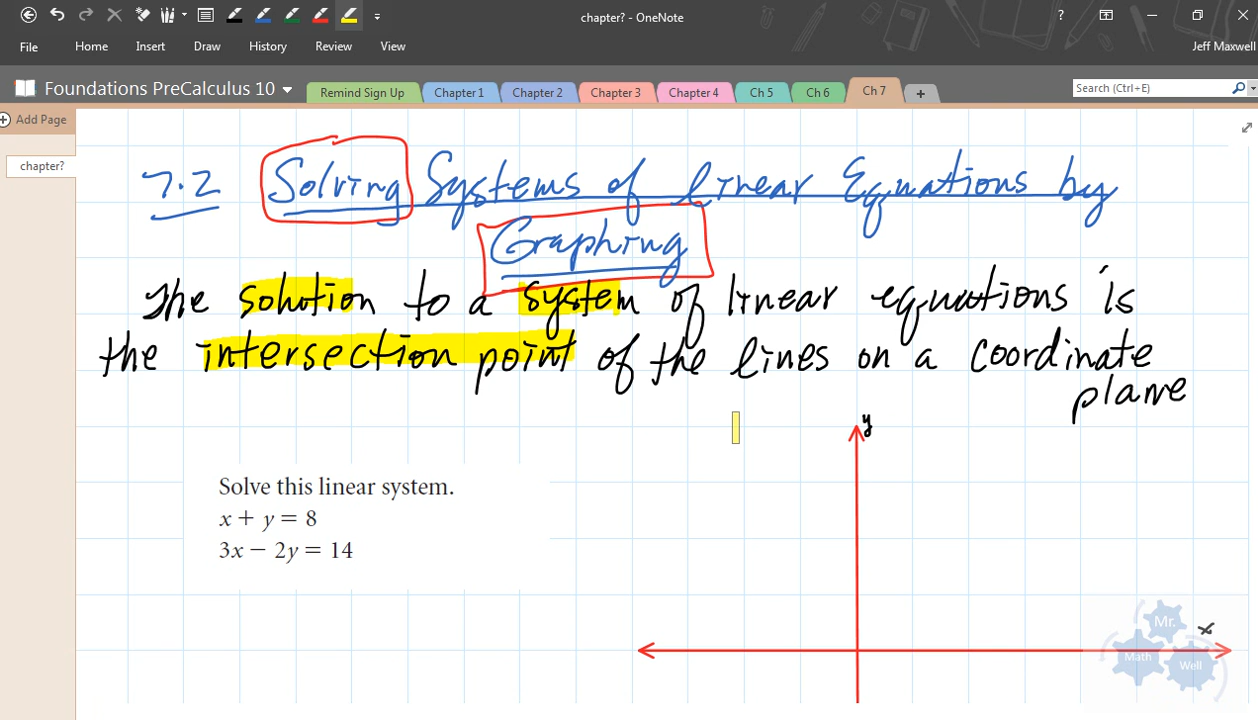 chapter? - OneNote
?
File Home Insert Draw History Review View
Jeff Maxwell
Foundations PreCalculus 10
Remind Sign Up Chapter 1 Chapter 2 Chapter 3 Chapter 4 Ch 5 Ch 6 Ch 7 +
Search (Ctrl+E)
Add Page
chapter?
7.2 Solving Systems of linear Equations by
Graphing
The solution to a system of linear equations is
the intersection point of the lines on a coordinate
plane
y
Solve this linear system.
x + y = 8
3x − 2y = 14
x
Mr.
Math
Well